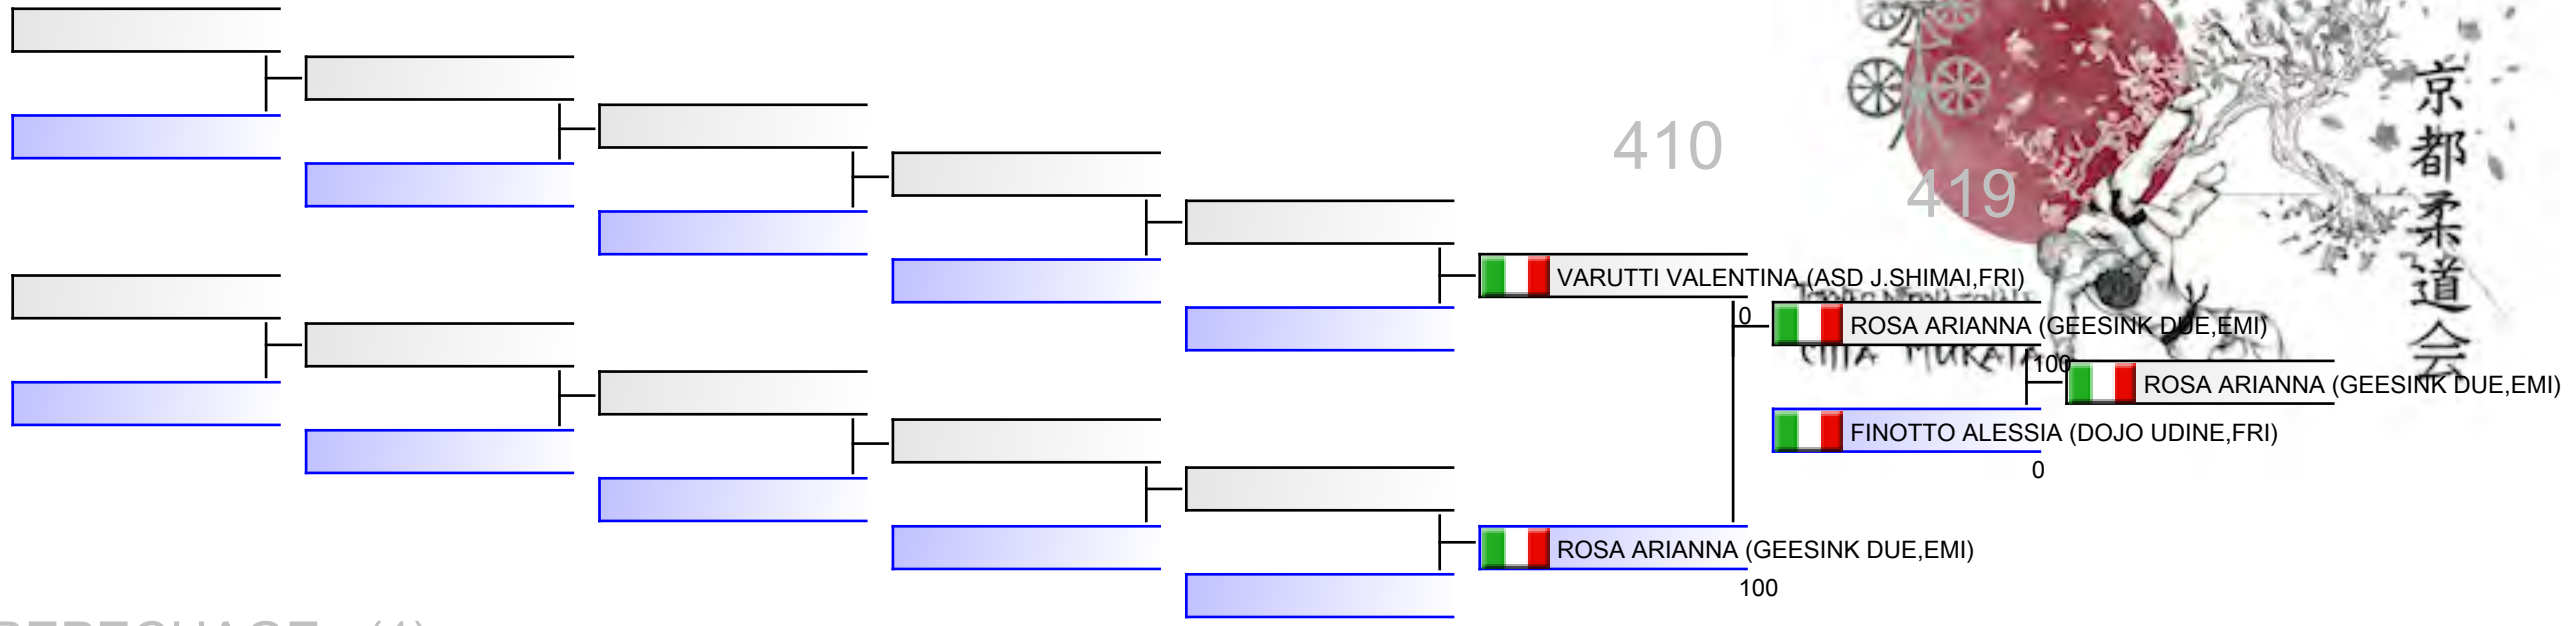 410
419
京都柔道会
VARUTTI VALENTINA (ASD J.SHIMAI,FRI)
0
ROSA ARIANNA (GEESINK DUE,EMI)
100
ROSA ARIANNA (GEESINK DUE,EMI)
FINOTTO ALESSIA (DOJO UDINE,FRI)
0
ROSA ARIANNA (GEESINK DUE,EMI)
100